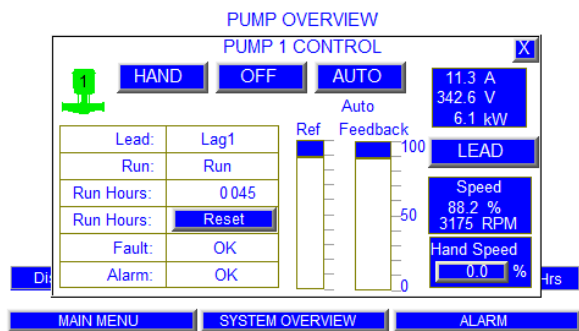 PUMP OVERVIEW
PUMP 1 CONTROL
X
1
HAND
OFF
AUTO
11.3 A
342.6 V
6.1 kW
Auto
Ref
Feedback
100
50
0
LEAD
Lead: Lag1
Run: Run
Run Hours: 0045
Run Hours: Reset
Fault: OK
Alarm: OK
Speed
88.2 %
3175 RPM
Hand Speed
0.0 %
Hrs
MAIN MENU
SYSTEM OVERVIEW
ALARM